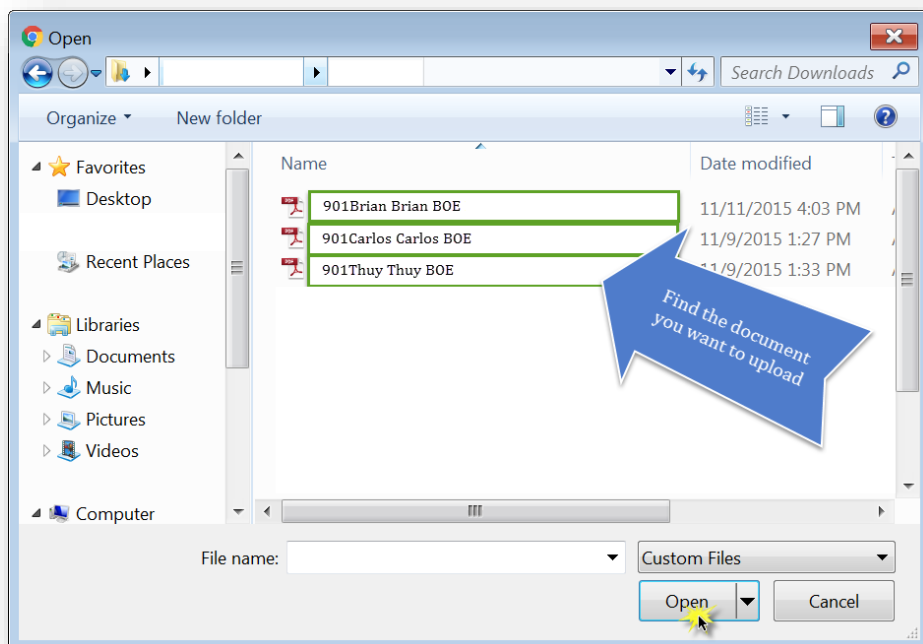 Open
Search Downloads
Organize
New folder
Favorites
Desktop
Recent Places
Libraries
Documents
Music
Pictures
Videos
Computer
Name
Date modified
901Brian Brian BOE
11/11/2015 4:03 PM
901Carlos Carlos BOE
11/9/2015 1:27 PM
901Thuy Thuy BOE
11/9/2015 1:33 PM
Find the document
you want to upload
File name:
Custom Files
Open
Cancel